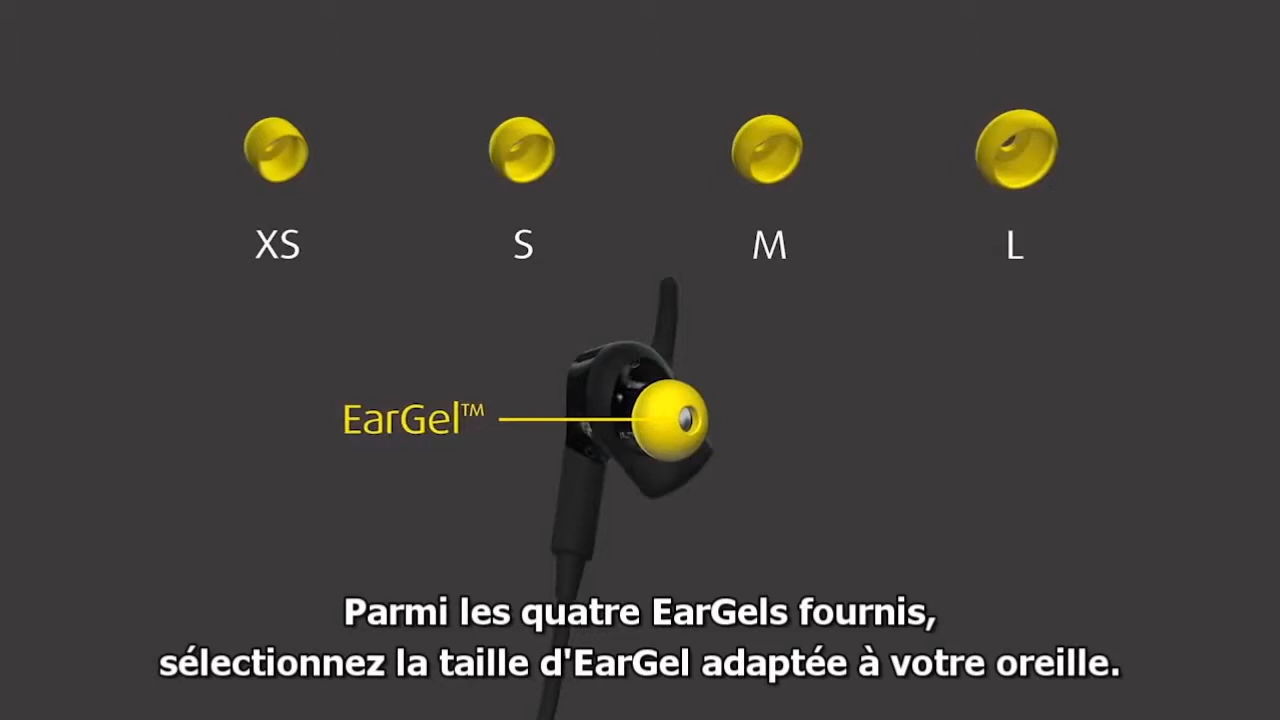 XS S M L
EarGel™
Parmi les quatre EarGels fournis,
sélectionnez la taille d'EarGel adaptée à votre oreille.